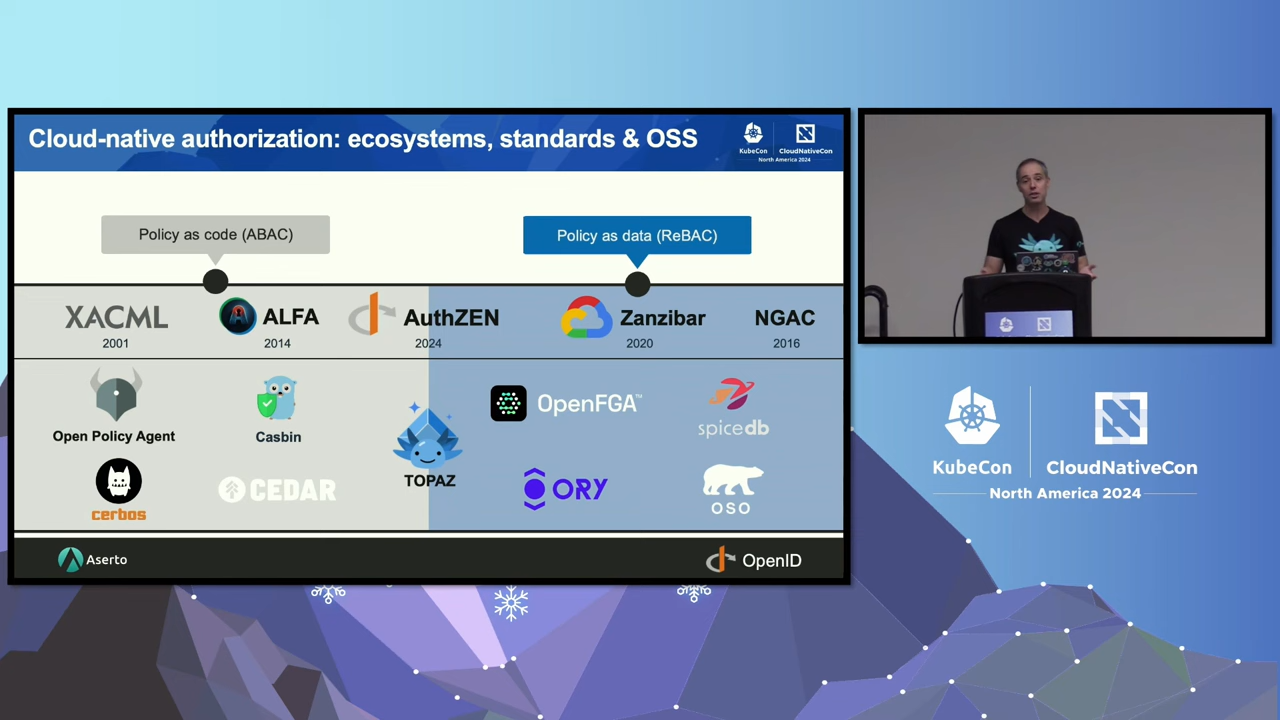 Cloud-native authorization: ecosystems, standards & OSS
KubeCon
CloudNativeCon
North America 2024
Policy as code (ABAC)
Policy as data (ReBAC)
XACML
2001
ALFA
2014
AuthZEN
2024
Zanzibar
2020
NGAC
2016
Open Policy Agent
Casbin
TOPAZ
OpenFGA™
spicedb
cerbos
CEDAR
ORY
OSO
Aserto
OpenID
KubeCon
CloudNativeCon
North America 2024